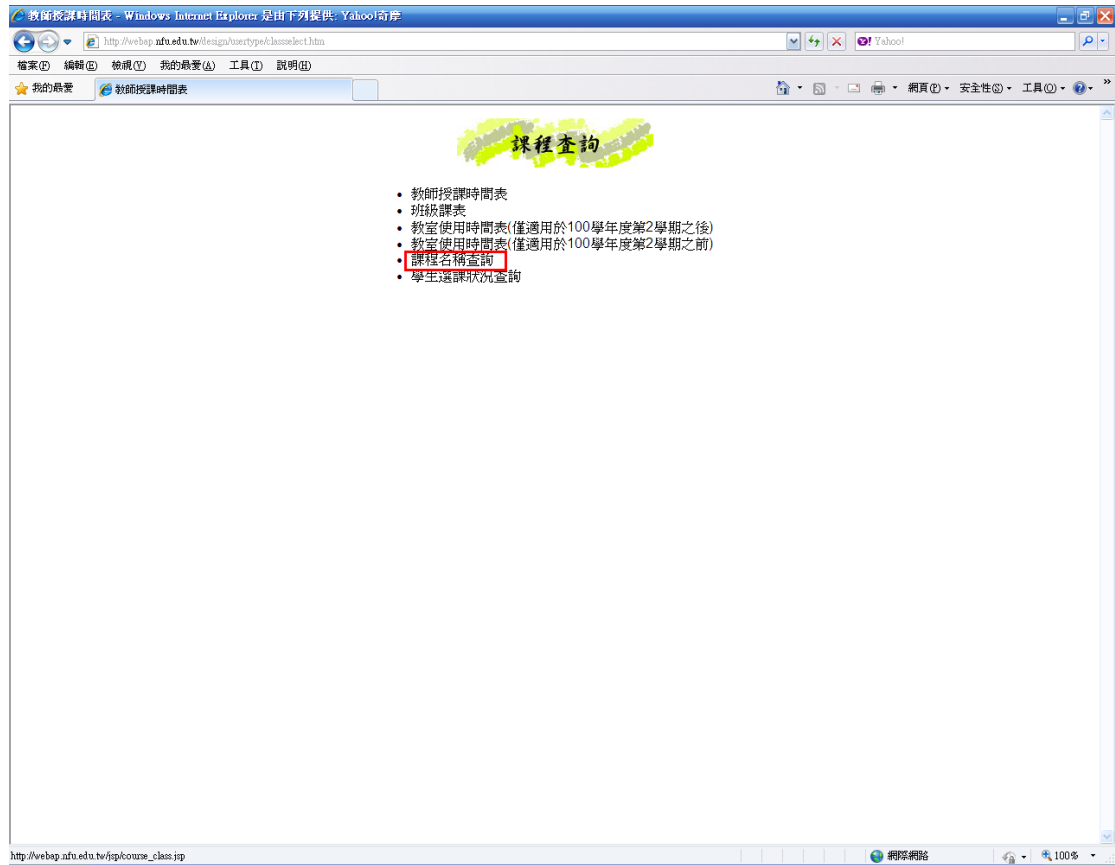 教師授課時間表 - Windows Internet Explorer 是由下列提供: Yahoo!奇摩
http://webap.nfu.edu.tw/design/usertype/classselect.htm
Yahoo!
檔案(F) 編輯(E) 檢視(V) 我的最愛(A) 工具(T) 說明(H)
我的最愛 教師授課時間表 網頁(P) 安全性(S) 工具(O) »
課程查詢
• 教師授課時間表
• 班級課表
• 教室使用時間表(僅適用於100學年度第2學期之後)
• 教室使用時間表(僅適用於100學年度第2學期之前)
• 課程名稱查詢
• 學生選課狀況查詢
http://webap.nfu.edu.tw/jsp/course_class.jsp 網際網路 100%